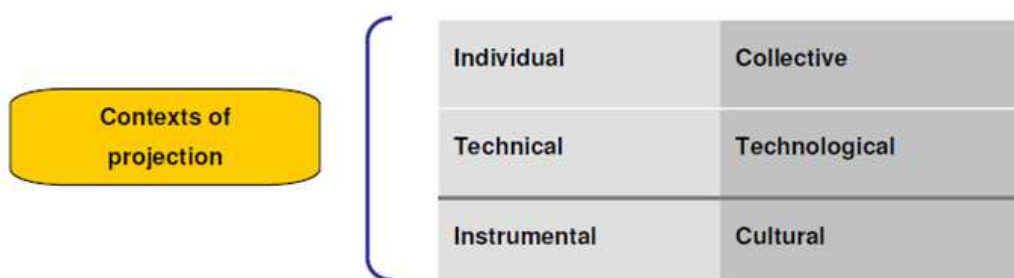 Contexts of
projection
Individual Collective
Technical Technological
Instrumental Cultural